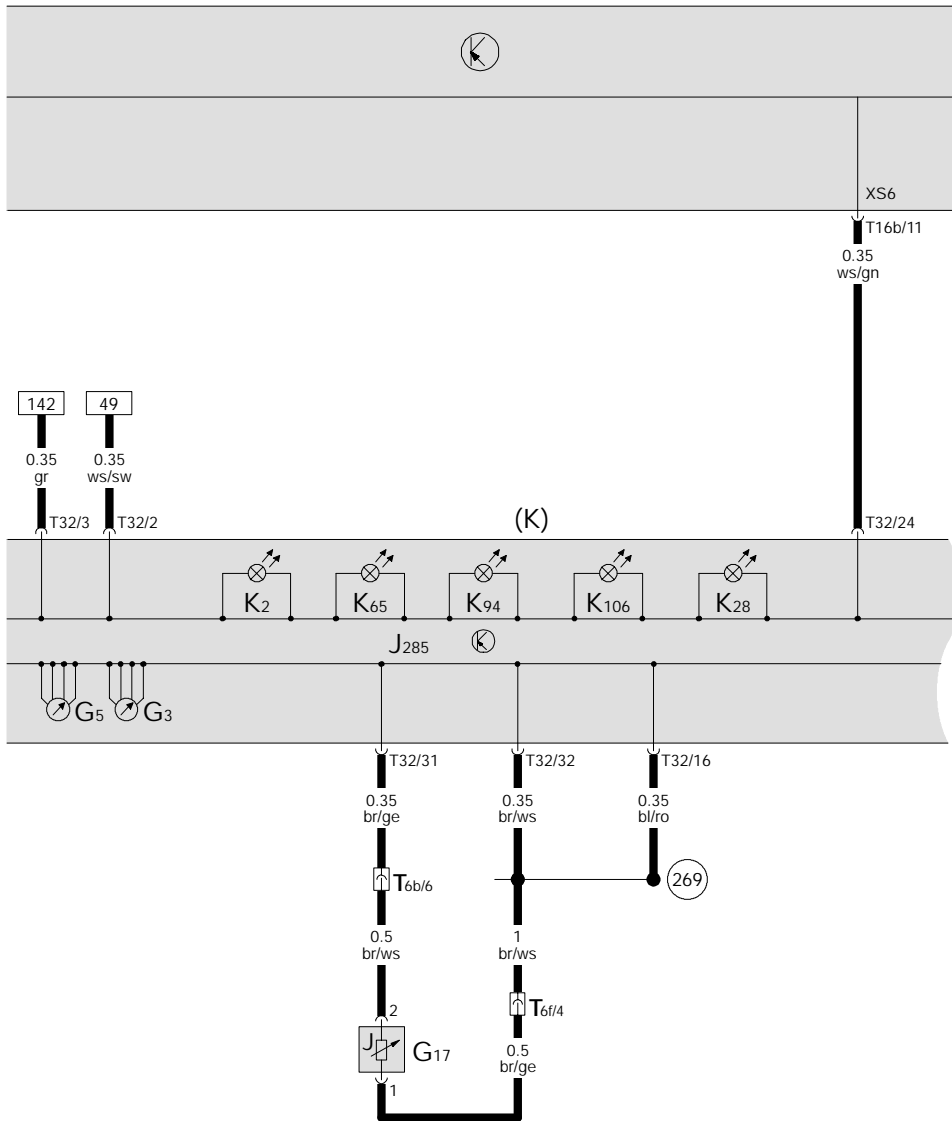 XS6
T16b/11
0.35
ws/gn
142
49
0.35
gr
0.35
ws/sw
T32/3
T32/2
(K)
T32/24
K2
K65
K94
K106
K28
J285
G5
G3
T32/31
T32/32
T32/16
0.35
br/ge
0.35
br/ws
0.35
bl/ro
T6b/6
269
0.5
br/ws
1
br/ws
T6f/4
2
J
G17
0.5
br/ge
1